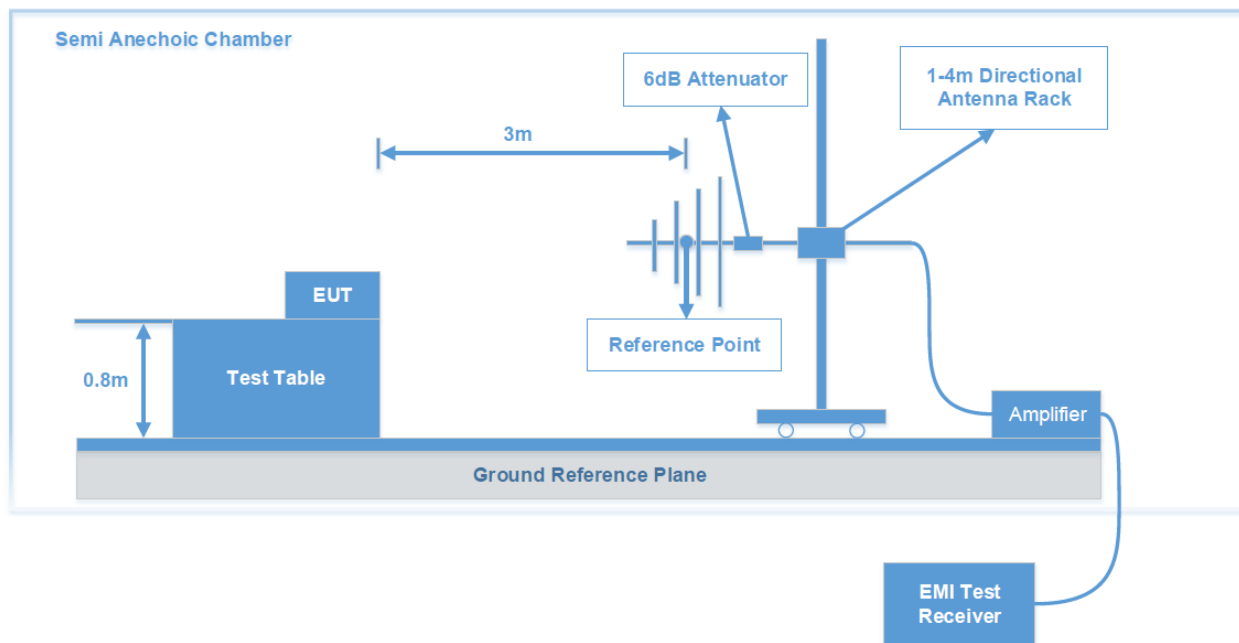 Semi Anechoic Chamber
6dB Attenuator
1-4m Directional
Antenna Rack
3m
EUT
Reference Point
0.8m
Test Table
Amplifier
Ground Reference Plane
EMI Test
Receiver